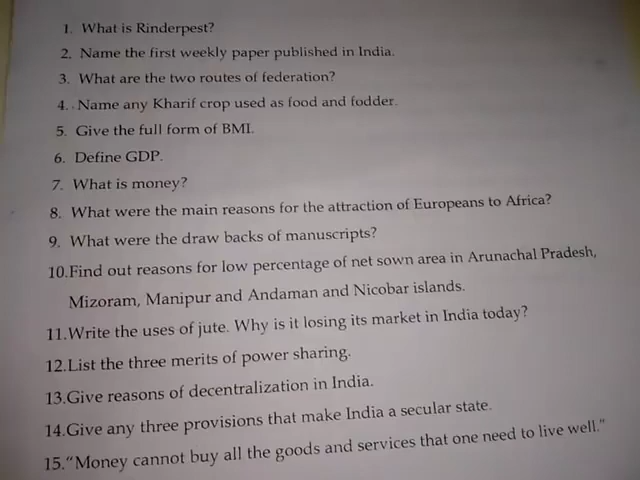 1. What is Rinderpest?
2. Name the first weekly paper published in India.
3. What are the two routes of federation?
4. Name any Kharif crop used as food and fodder.
5. Give the full form of BMI.
6. Define GDP.
7. What is money?
8. What were the main reasons for the attraction of Europeans to Africa?
9. What were the draw backs of manuscripts?
10.Find out reasons for low percentage of net sown area in Arunachal Pradesh,
Mizoram, Manipur and Andaman and Nicobar islands.
11.Write the uses of jute. Why is it losing its market in India today?
12.List the three merits of power sharing.
13.Give reasons of decentralization in India.
14.Give any three provisions that make India a secular state.
15."Money cannot buy all the goods and services that one need to live well."